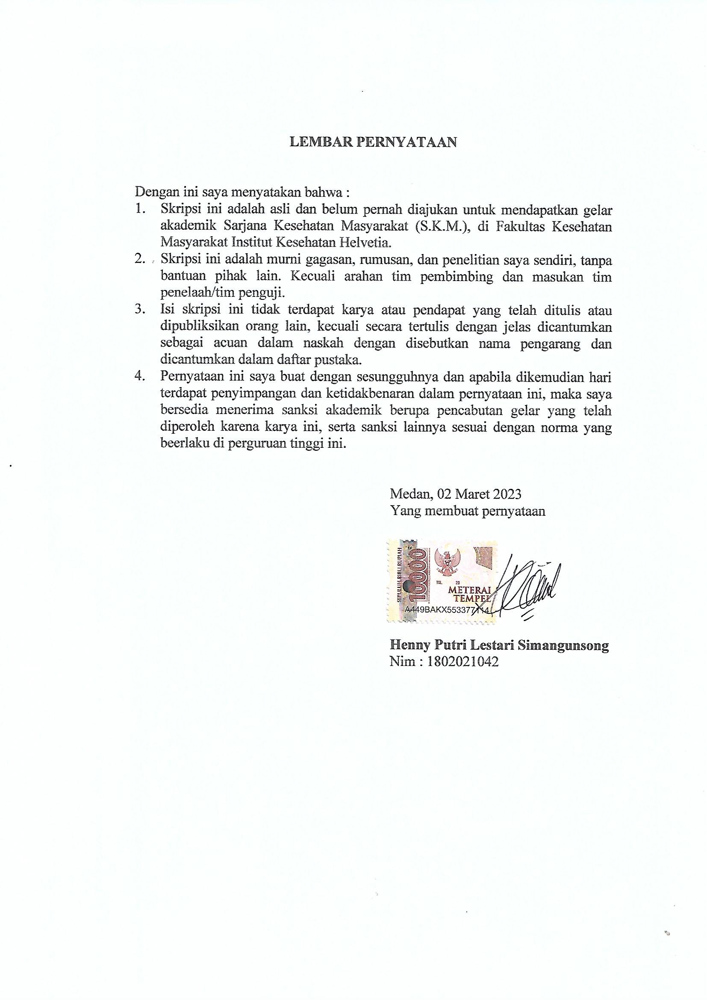 LEMBAR PERNYATAAN
Dengan ini saya menyatakan bahwa :
1. Skripsi ini adalah asli dan belum pernah diajukan untuk mendapatkan gelar
akademik Sarjana Kesehatan Masyarakat (S.K.M.), di Fakultas Kesehatan
Masyarakat Institut Kesehatan Helvetia.
2. Skripsi ini adalah murni gagasan, rumusan, dan penelitian saya sendiri, tanpa
bantuan pihak lain. Kecuali arahan tim pembimbing dan masukan tim
penelaah/tim penguji.
3. Isi skripsi ini tidak terdapat karya atau pendapat yang telah ditulis atau
dipubliksikan orang lain, kecuali secara tertulis dengan jelas dicantumkan
sebagai acuan dalam naskah dengan disebutkan nama pengarang dan
dicantumkan dalam daftar pustaka.
4. Pernyataan ini saya buat dengan sesungguhnya dan apabila dikemudian hari
terdapat penyimpangan dan ketidakbenaran dalam pernyataan ini, maka saya
bersedia menerima sanksi akademik berupa pencabutan gelar yang telah
diperoleh karena karya ini, serta sanksi lainnya sesuai dengan norma yang
beerlaku di perguruan tinggi ini.
Medan, 02 Maret 2023
Yang membuat pernyataan
SEPULUH RIBU RUPIAH
10000
TGL. 20
METERAI
TEMPEL
A449BAKX553377114
Henny Putri Lestari Simangunsong
Nim : 1802021042